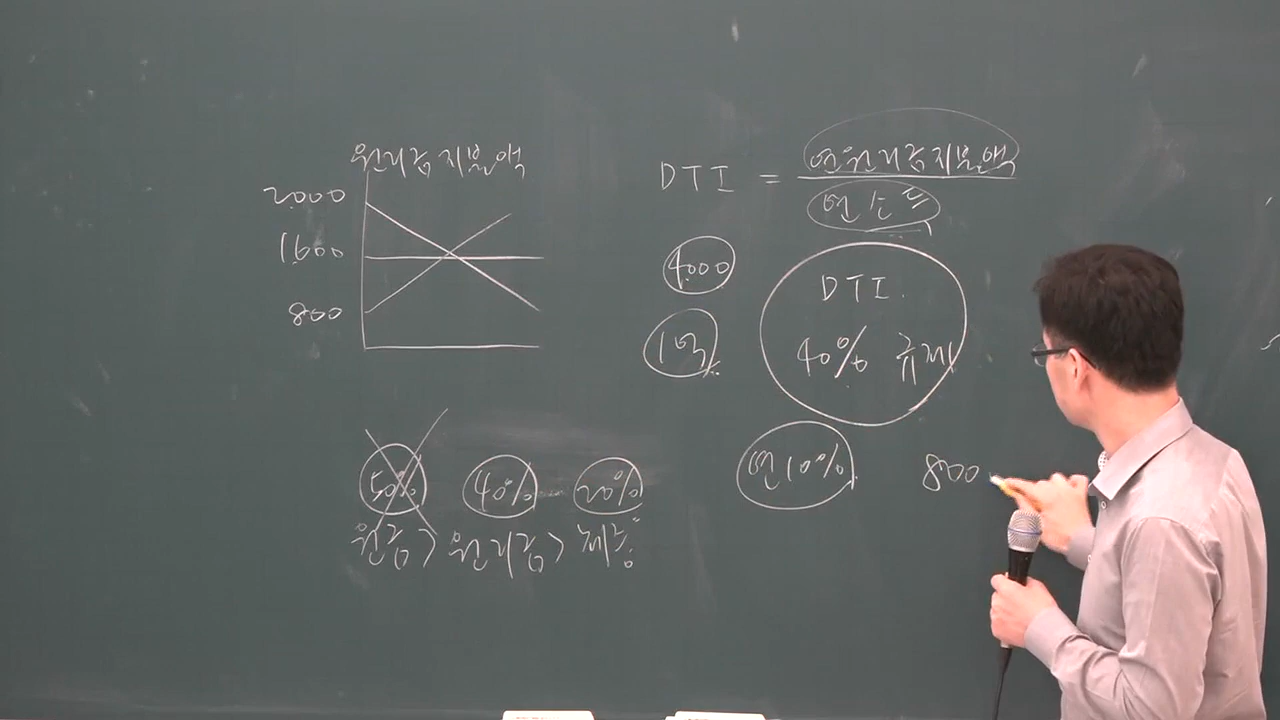 원리금지불액
2000
1,600
800
DTI = 연원리금지불액
연소득
4000
1억
DTI.
40% 규제
50% 40% 20%
원금 > 원리금 > 체증
연10%
800